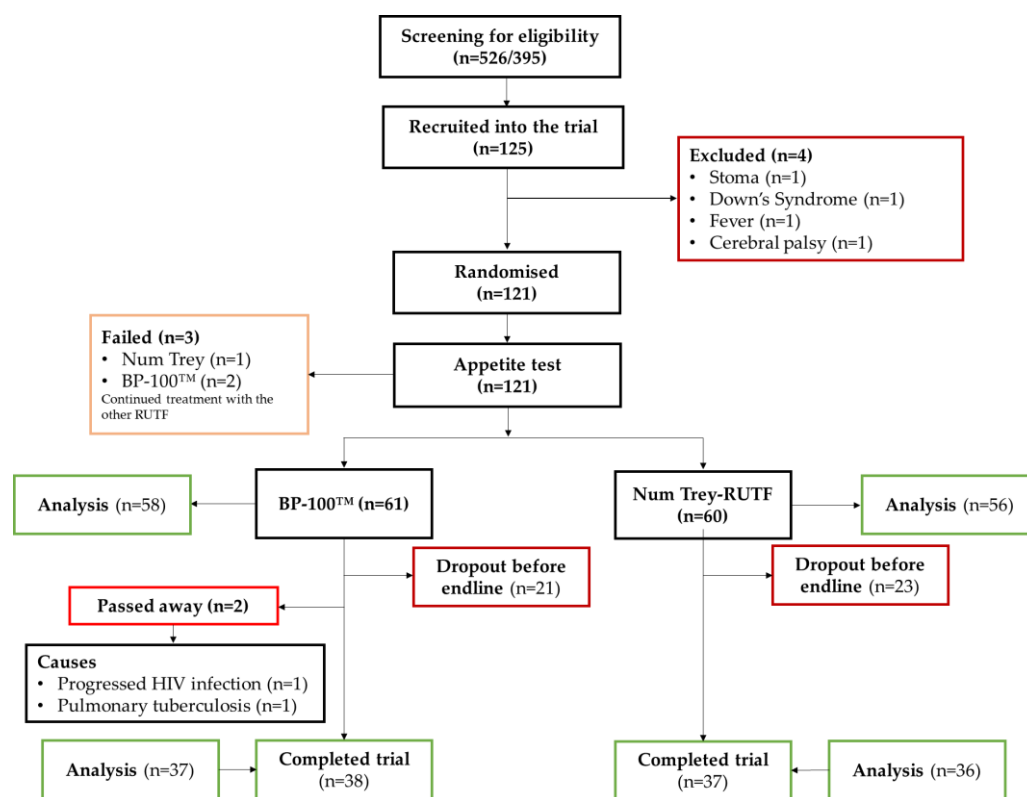 Screening for eligibility
(n=526/395)
Recruited into the trial
(n=125)
Excluded (n=4)
• Stoma (n=1)
• Down's Syndrome (n=1)
• Fever (n=1)
• Cerebral palsy (n=1)
Randomised
(n=121)
Failed (n=3)
• Num Trey (n=1)
• BP-100™ (n=2)
Continued treatment with the
other RUTF
Appetite test
(n=121)
Analysis (n=58)
BP-100™ (n=61)
Num Trey-RUTF
(n=60)
Analysis (n=56)
Dropout before
endline (n=21)
Dropout before
endline (n=23)
Passed away (n=2)
Causes
• Progressed HIV infection (n=1)
• Pulmonary tuberculosis (n=1)
Analysis (n=37)
Completed trial
(n=38)
Completed trial
(n=37)
Analysis (n=36)